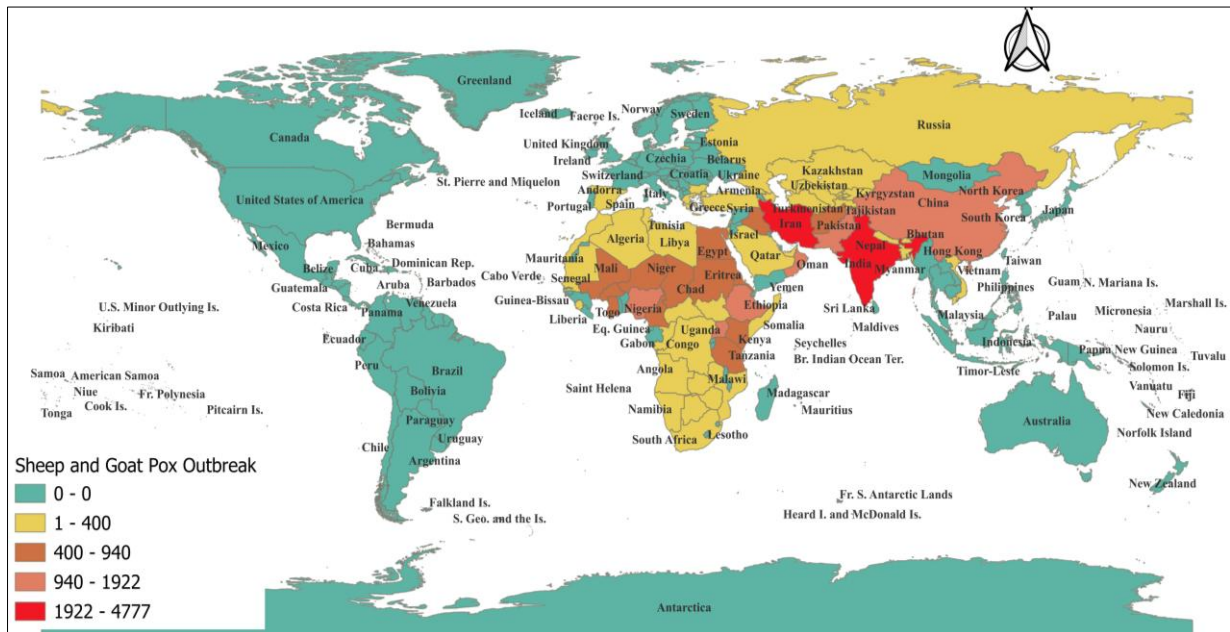 Greenland
Iceland
Faeroe Is.
Norway
Sweden
Russia
Canada
United Kingdom
Estonia
Ireland
Czechia
Belarus
Switzerland
Croatia
Ukraine
Kazakhstan
Mongolia
St. Pierre and Miquelon
Andorra
Italy
Armenia
Uzbekistan
Kyrgyzstan
North Korea
United States of America
Portugal
Spain
Greece
Syria
Turkmenistan
Tajikistan
China
South Korea
Japan
Bermuda
Tunisia
Israel
Iran
Pakistan
Bhutan
Mexico
Bahamas
Algeria
Libya
Egypt
Qatar
Nepal
Hong Kong
Taiwan
Belize
Cuba
Dominican Rep.
Mauritania
Mali
Niger
Eritrea
Oman
India
Myanmar
Vietnam
Guatemala
Aruba
Barbados
Cabo Verde
Senegal
Chad
Yemen
Philippines
Guam
N. Mariana Is.
Costa Rica
Panama
Venezuela
Guinea-Bissau
Togo
Nigeria
Ethiopia
Sri Lanka
Marshall Is.
U.S. Minor Outlying Is.
Liberia
Eq. Guinea
Uganda
Somalia
Maldives
Malaysia
Palau
Micronesia
Kiribati
Ecuador
Gabon
Congo
Kenya
Seychelles
Indonesia
Nauru
Peru
Brazil
Angola
Tanzania
Br. Indian Ocean Ter.
Papua New Guinea
Tuvalu
Samoa
American Samoa
Bolivia
Saint Helena
Malawi
Timor-Leste
Solomon Is.
Niue
Fr. Polynesia
Madagascar
Vanuatu
Fiji
Cook Is.
Pitcairn Is.
Paraguay
Namibia
Mauritius
New Caledonia
Tonga
Chile
Uruguay
South Africa
Lesotho
Australia
Norfolk Island
Argentina
Sheep and Goat Pox Outbreak
0 - 0
1 - 400
400 - 940
940 - 1922
1922 - 4777
Falkland Is.
S. Geo. and the Is.
Fr. S. Antarctic Lands
Heard I. and McDonald Is.
New Zealand
Antarctica